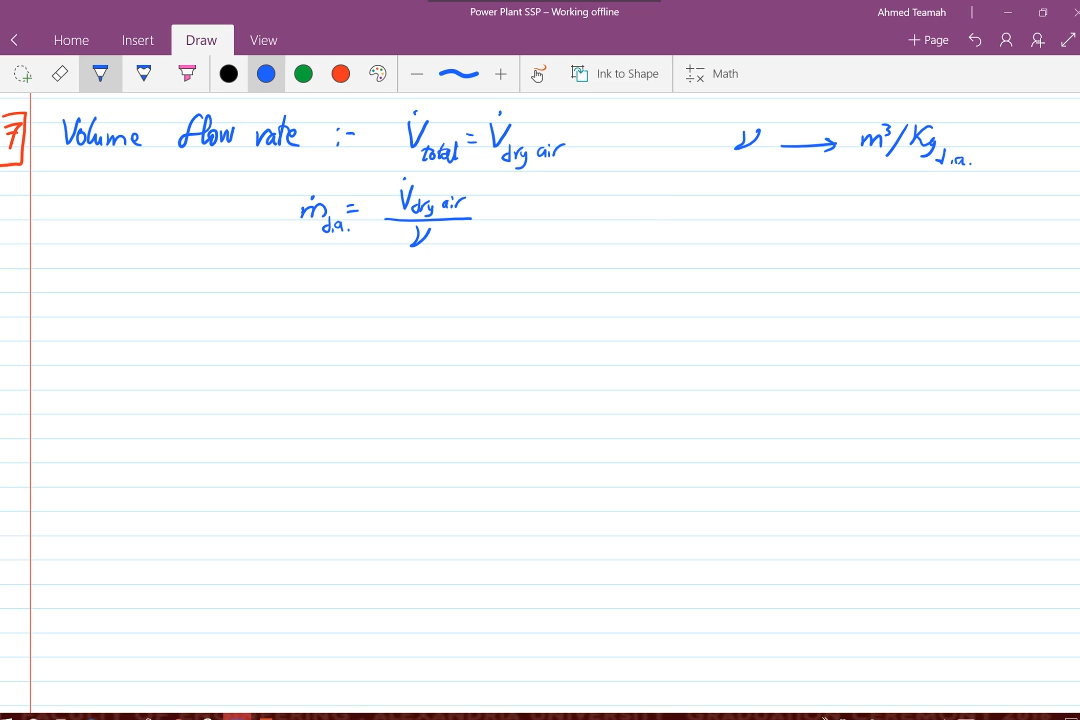 Power Plant SSP – Working offline
Ahmed Teamah
Home Insert Draw View
+ Page
Ink to Shape Math
7 Volume flow rate :- V̇total = V̇dry air ν → m³/Kg d.a.
ṁd.a. = V̇dry air / ν